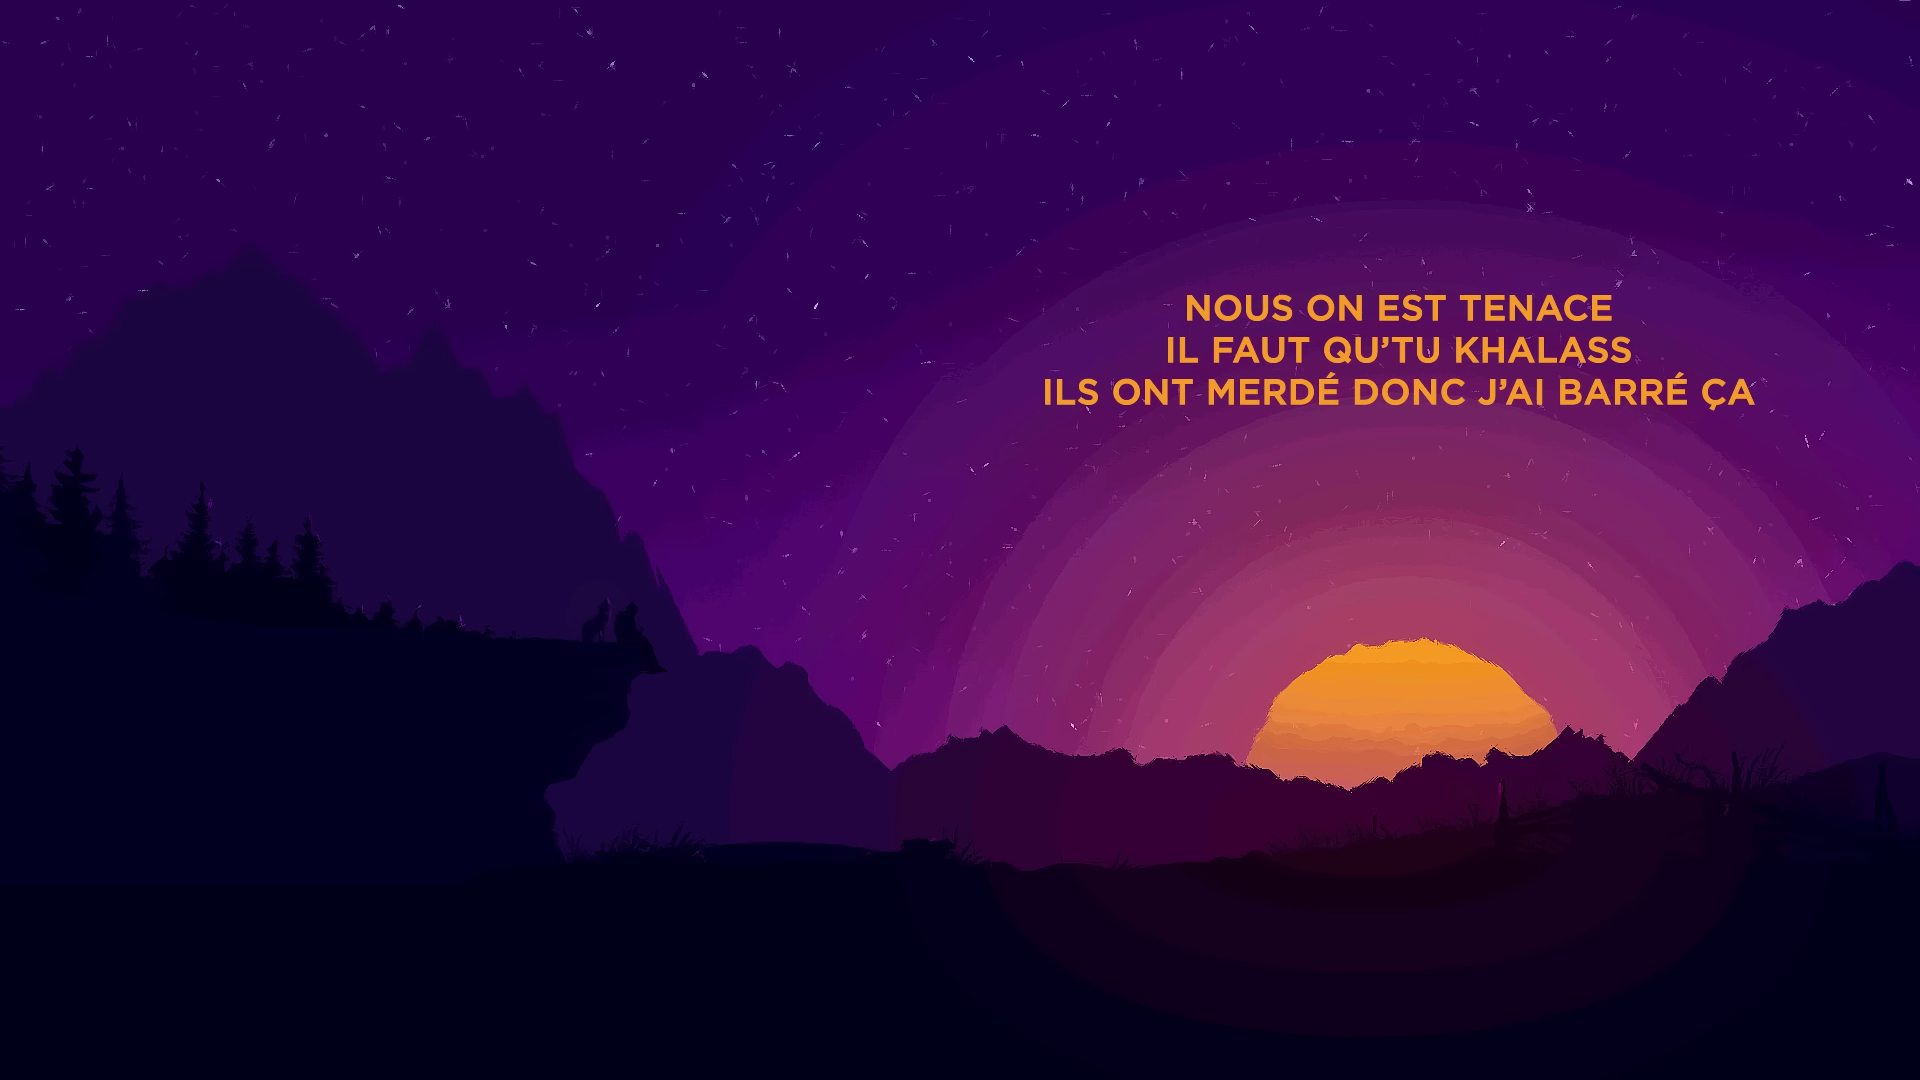 NOUS ON EST TENACE
IL FAUT QU’TU KHALASS
ILS ONT MERDÉ DONC J’AI BARRÉ ÇA